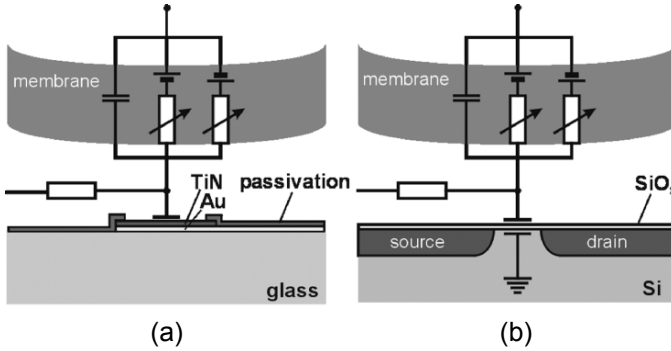 membrane
TiN
Au
passivation
glass
(a)
membrane
SiO₂
source
drain
Si
(b)